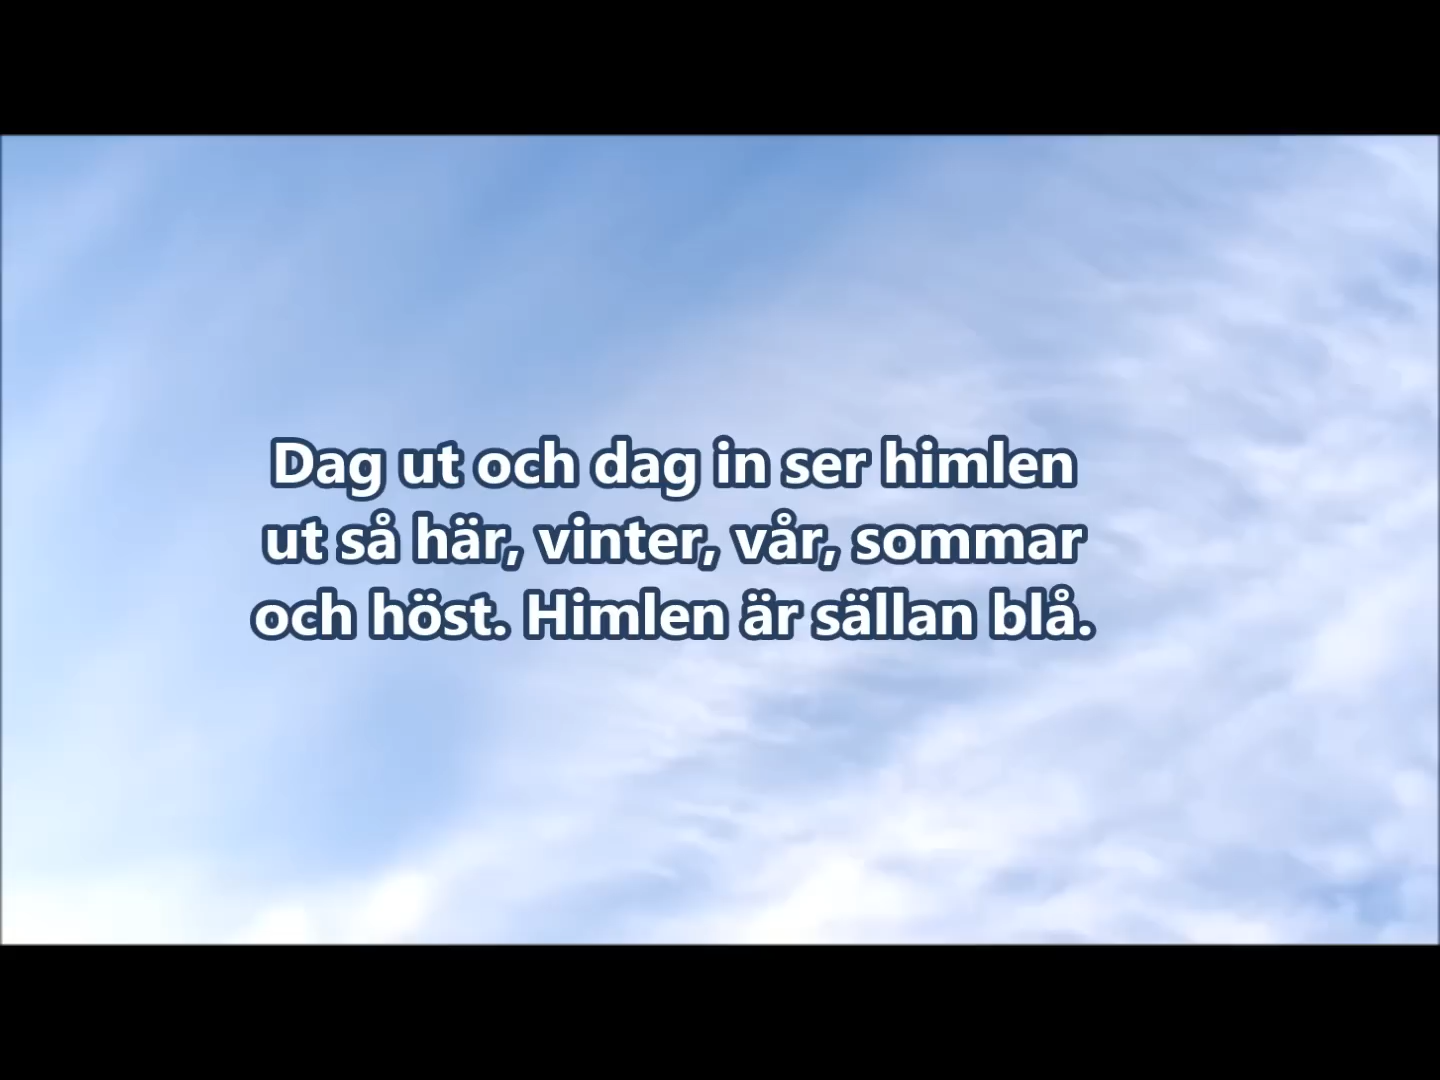 Dag ut och dag in ser himlen
ut så här, vinter, vår, sommar
och höst. Himlen är sällan blå.